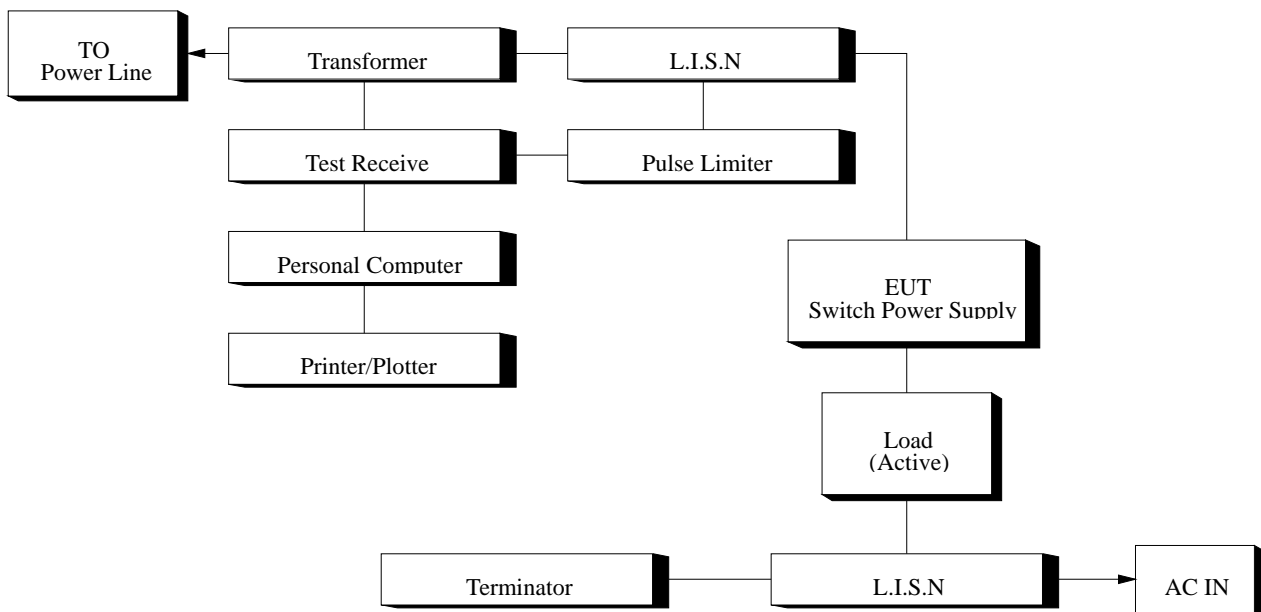 TO
Power Line
Transformer
L.I.S.N
Test Receive
Pulse Limiter
Personal Computer
EUT
Switch Power Supply
Printer/Plotter
Load
(Active)
Terminator
L.I.S.N
AC IN